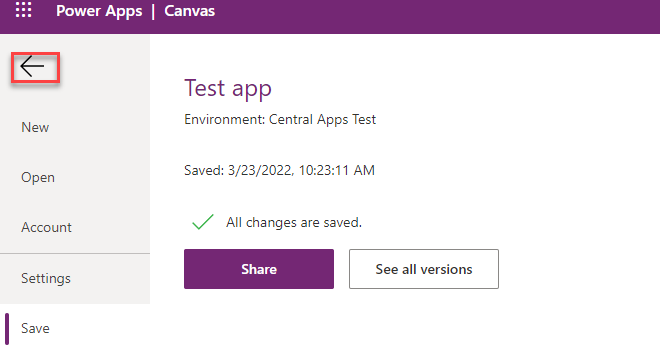 Power Apps | Canvas
Test app
Environment: Central Apps Test
New
Open
Saved: 3/23/2022, 10:23:11 AM
All changes are saved.
Account
Share
See all versions
Settings
Save